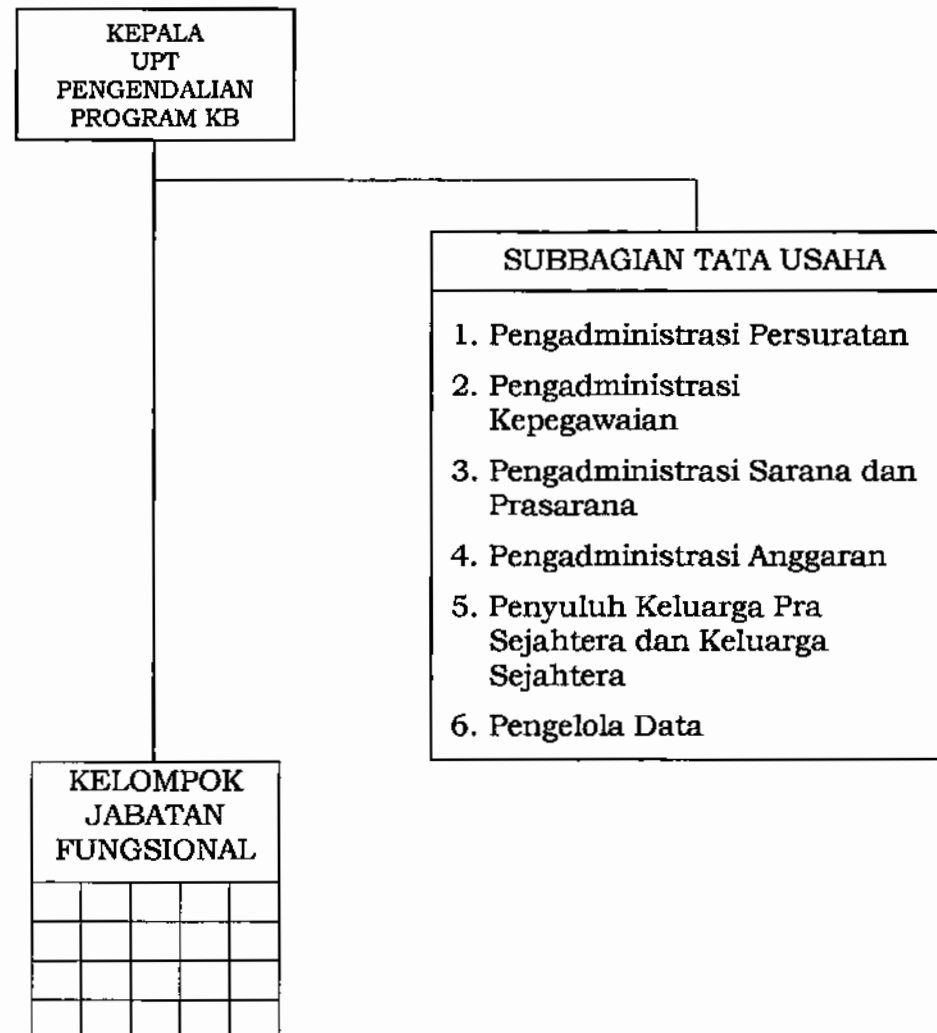 KEPALA
UPT
PENGENDALIAN
PROGRAM KB
SUBBAGIAN TATA USAHA
1. Pengadministrasi Persuratan
2. Pengadministrasi
Kepegawaian
3. Pengadministrasi Sarana dan
Prasarana
4. Pengadministrasi Anggaran
5. Penyuluh Keluarga Pra
Sejahtera dan Keluarga
Sejahtera
6. Pengelola Data
KELOMPOK
JABATAN
FUNGSIONAL